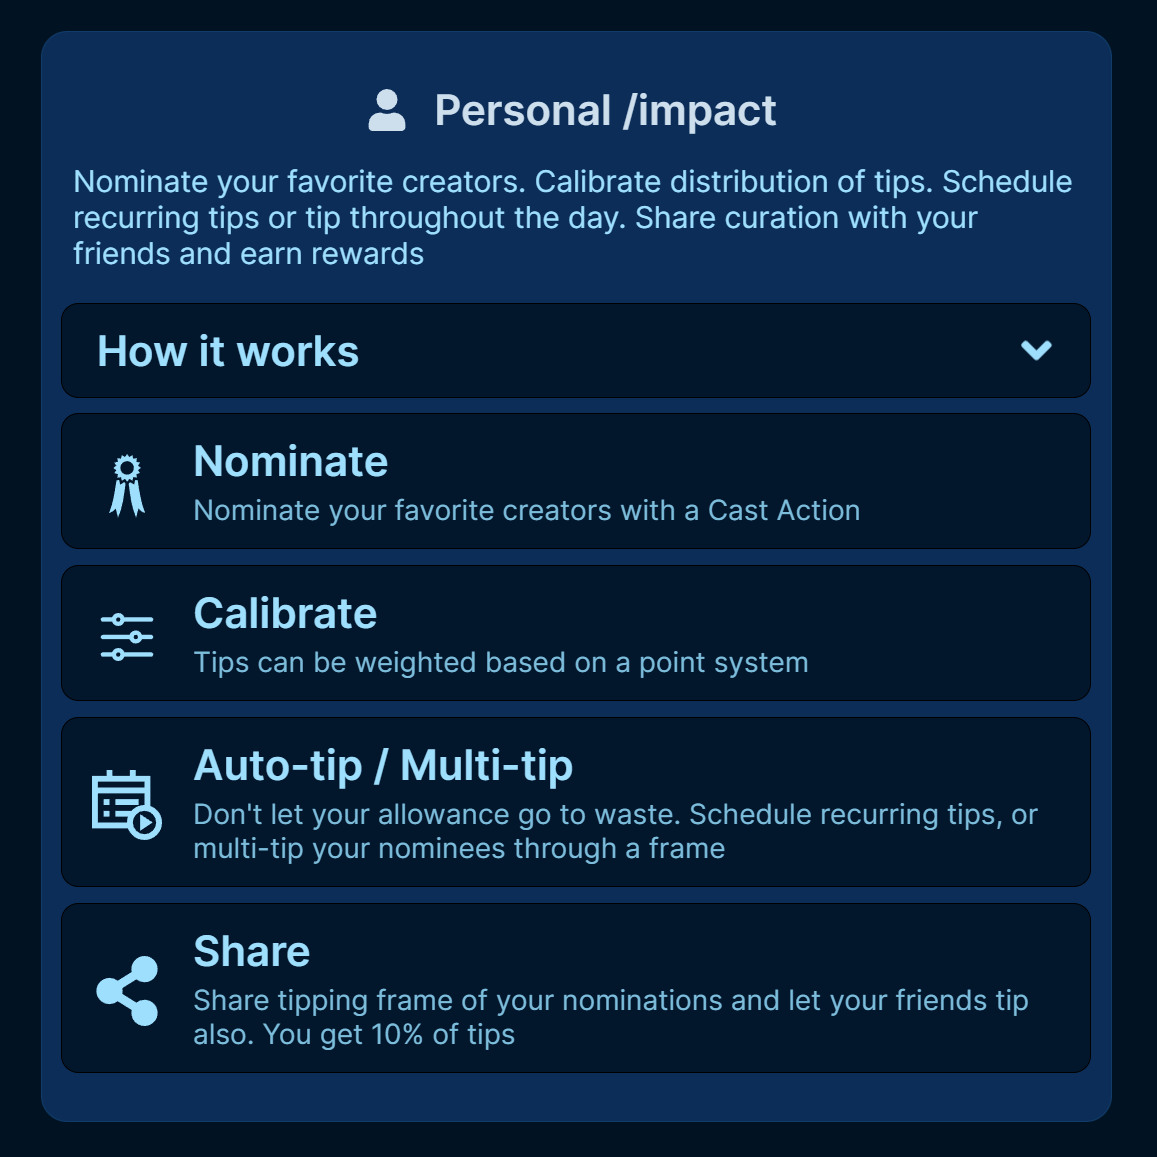 Personal /impact
Nominate your favorite creators. Calibrate distribution of tips. Schedule
recurring tips or tip throughout the day. Share curation with your
friends and earn rewards
How it works
Nominate
Nominate your favorite creators with a Cast Action
Calibrate
Tips can be weighted based on a point system
Auto-tip / Multi-tip
Don't let your allowance go to waste. Schedule recurring tips, or
multi-tip your nominees through a frame
Share
Share tipping frame of your nominations and let your friends tip
also. You get 10% of tips